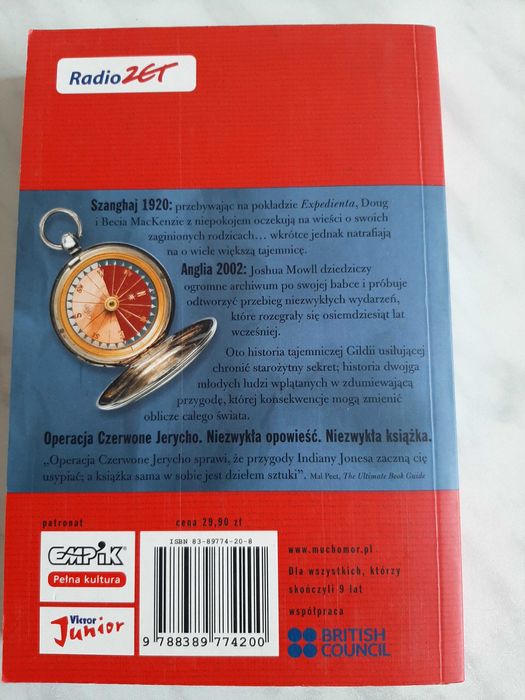 Radio ZET
Szanghaj 1920: przebywając na pokładzie Expedienta, Doug
i Becia MacKenzie z niepokojem oczekują na wieści o swoich
zaginionych rodzicach... wkrótce jednak natrafiają
na o wiele większą tajemnicę.
Anglia 2002: Joshua Mowll dziedziczy
ogromne archiwum po swojej babce i próbuje
odtworzyć przebieg niezwykłych wydarzeń,
które rozegrały się osiemdziesiąt lat
wcześniej.
Oto historia tajemniczej Gildii usiłującej
chronić starożytny sekret; historia dwojga
młodych ludzi wplątanych w zdumiewającą
przygodę, której konsekwencje mogą zmienić
oblicze całego świata.
Operacja Czerwone Jerycho. Niezwykła opowieść. Niezwykła książka.
„Operacja Czerwone Jerycho sprawi, że przygody Indiany Jonesa zaczną cię
usypiać; a książka sama w sobie jest dziełem sztuki”. Mal Peet, The Ultimate Book Guide
patronat
EMPiK
Pełna kultura
Victor
Junior
cena 29,90 zł
ISBN 83-89774-20-8
9 788389 774200
www.muchomor.pl
Dla wszystkich, którzy
skończyli 9 lat
współpraca
BRITISH
COUNCIL